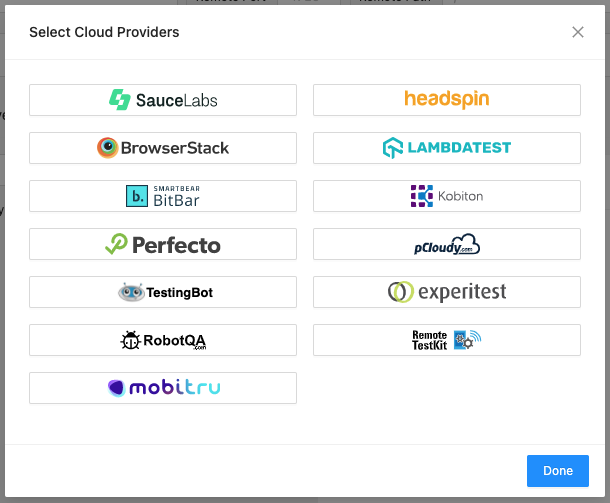 Select Cloud Providers
SauceLabs
headspin
BrowserStack
LAMBDATEST
b.
SMARTBEAR
BitBar
Kobiton
Perfecto
pCloudy.com
TestingBot
experitest
RobotQA.com
Remote
TestKit
mobitru
Done